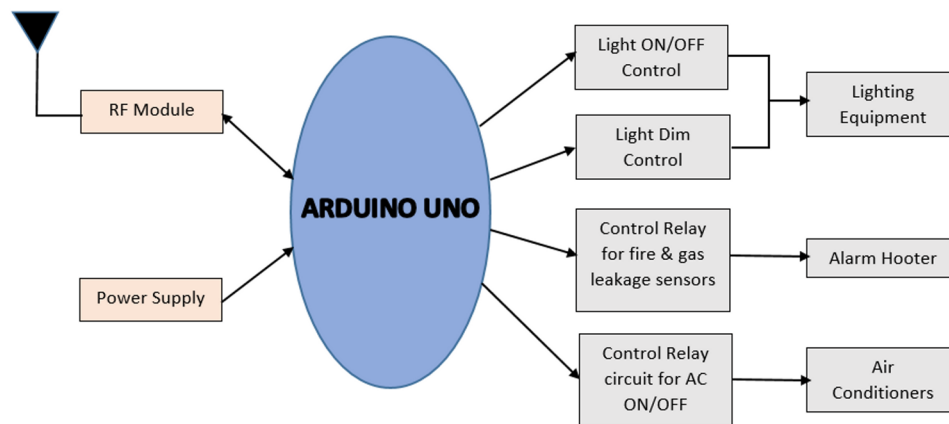 RF Module
Power Supply
ARDUINO UNO
Light ON/OFF
Control
Light Dim
Control
Control Relay
for fire & gas
leakage sensors
Control Relay
circuit for AC
ON/OFF
Lighting
Equipment
Alarm Hooter
Air
Conditioners